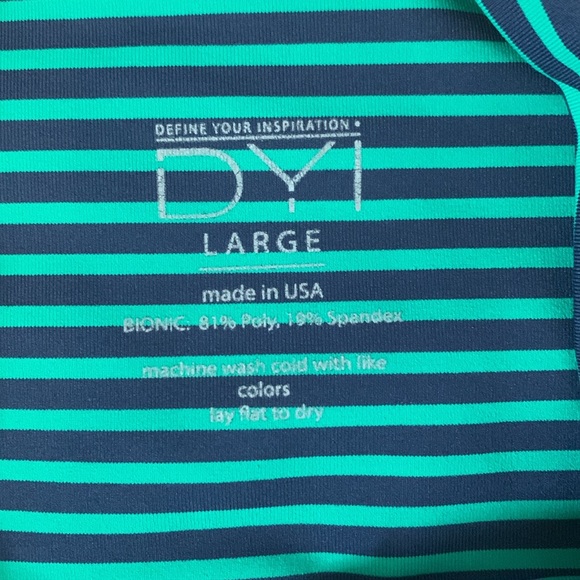 DEFINE YOUR INSPIRATION •
DYI
LARGE
made in USA
BIONIC: 81% Poly, 19% Spandex
machine wash cold with like
colors
lay flat to dry